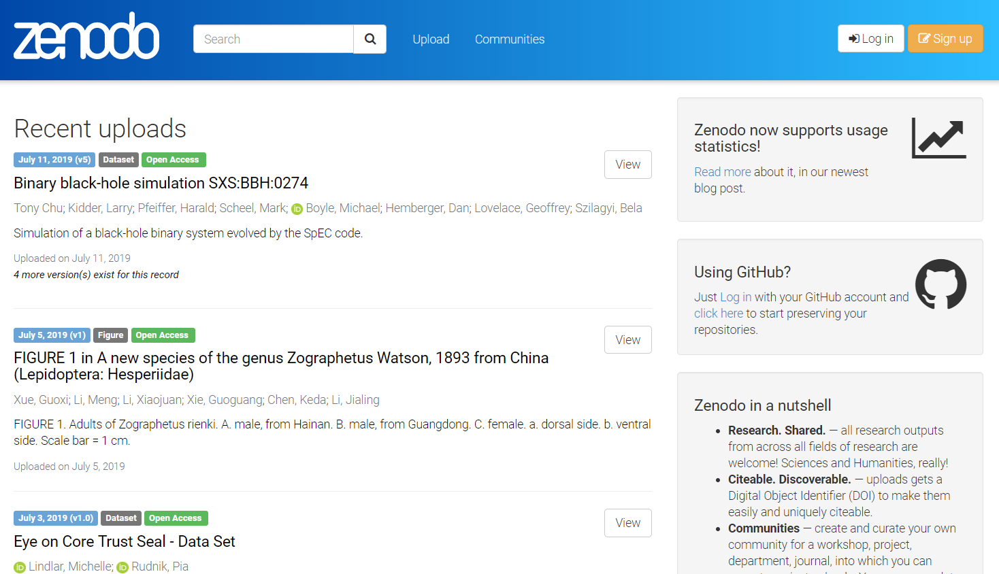 zenodo
Search
Upload
Communities
Log in
Sign up
Recent uploads
July 11, 2019 (v5) Dataset Open Access
View
Binary black-hole simulation SXS:BBH:0274
Tony Chu; Kidder, Larry; Pfeiffer, Harald; Scheel, Mark; iD Boyle, Michael; Hemberger, Dan; Lovelace, Geoffrey; Szilagyi, Bela
Simulation of a black-hole binary system evolved by the SpEC code.
Uploaded on July 11, 2019
4 more version(s) exist for this record
July 5, 2019 (v1) Figure Open Access
View
FIGURE 1 in A new species of the genus Zographetus Watson, 1893 from China
(Lepidoptera: Hesperiidae)
Xue, Guoxi; Li, Meng; Li, Xiaojuan; Xie, Guoguang; Chen, Keda; Li, Jialing
FIGURE 1. Adults of Zographetus rienki. A. male, from Hainan. B. male, from Guangdong. C. female. a. dorsal side. b. ventral
side. Scale bar = 1 cm.
Uploaded on July 5, 2019
July 3, 2019 (v1.0) Dataset Open Access
View
Eye on Core Trust Seal - Data Set
iD Lindlar, Michelle; iD Rudnik, Pia
Zenodo now supports usage
statistics!
Read more about it, in our newest
blog post.
Using GitHub?
Just Log in with your GitHub account and
click here to start preserving your
repositories.
Zenodo in a nutshell
• Research. Shared. — all research outputs
from across all fields of research are
welcome! Sciences and Humanities, really!
• Citeable. Discoverable. — uploads gets a
Digital Object Identifier (DOI) to make them
easily and uniquely citeable.
• Communities — create and curate your own
community for a workshop, project,
department, journal, into which you can